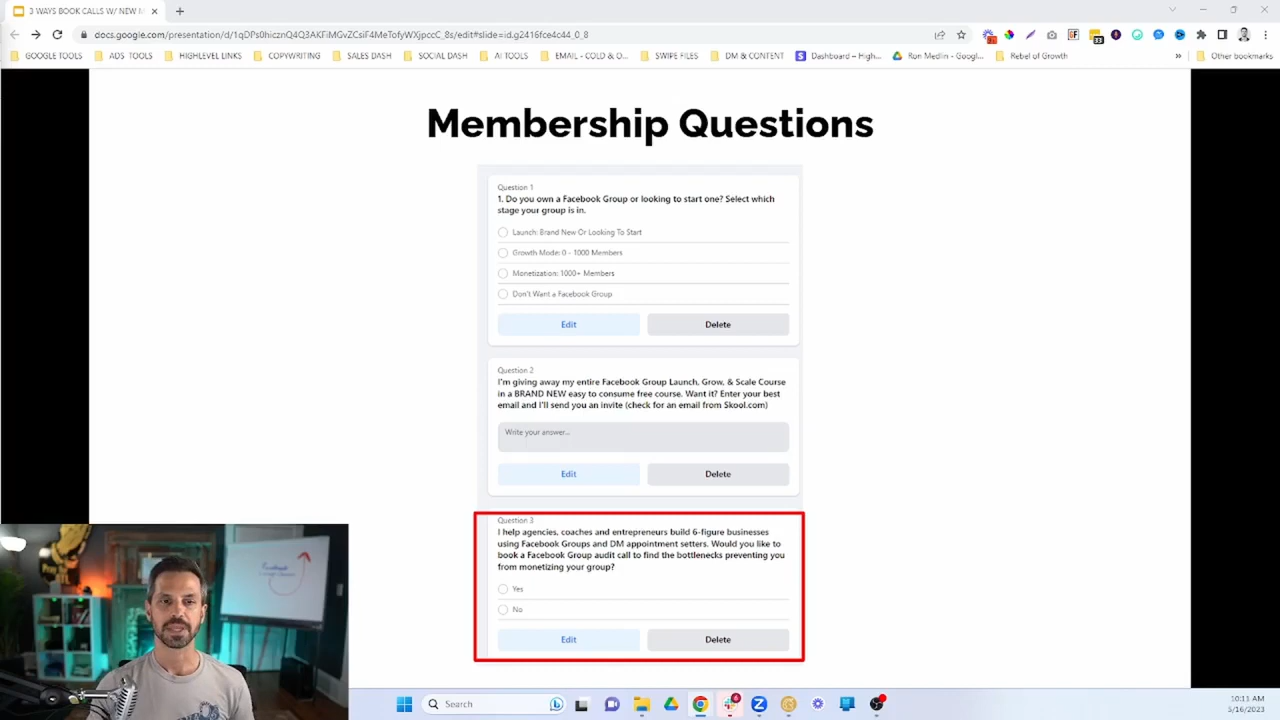 3 WAYS BOOK CALLS W/ NEW M
docs.google.com/presentation/d/1qDPs0hicznQ4Q3AKFiMGvZCsiF4MeTofyWXjpccC_8s/edit#slide=id.g2416fce4c44_0_8
GOOGLE TOOLS
ADS TOOLS
HIGHLEVEL LINKS
COPYWRITING
SALES DASH
SOCIAL DASH
AI TOOLS
EMAIL - COLD & O...
SWIPE FILES
DM & CONTENT
Dashboard – High...
Ron Medlin - Googl...
Rebel of Growth
»
Other bookmarks
Membership Questions
Question 1
1. Do you own a Facebook Group or looking to start one? Select which
stage your group is in.
Launch: Brand New Or Looking To Start
Growth Mode: 0 - 1000 Members
Monetization: 1000+ Members
Don't Want a Facebook Group
Edit
Delete
Question 2
I'm giving away my entire Facebook Group Launch, Grow, & Scale Course
in a BRAND NEW easy to consume free course. Want it? Enter your best
email and I'll send you an invite (check for an email from Skool.com)
Write your answer...
Edit
Delete
Question 3
I help agencies, coaches and entrepreneurs build 6-figure businesses
using Facebook Groups and DM appointment setters. Would you like to
book a Facebook Group audit call to find the bottlenecks preventing you
from monetizing your group?
Yes
No
Edit
Delete
Search
10:11 AM
5/16/2023